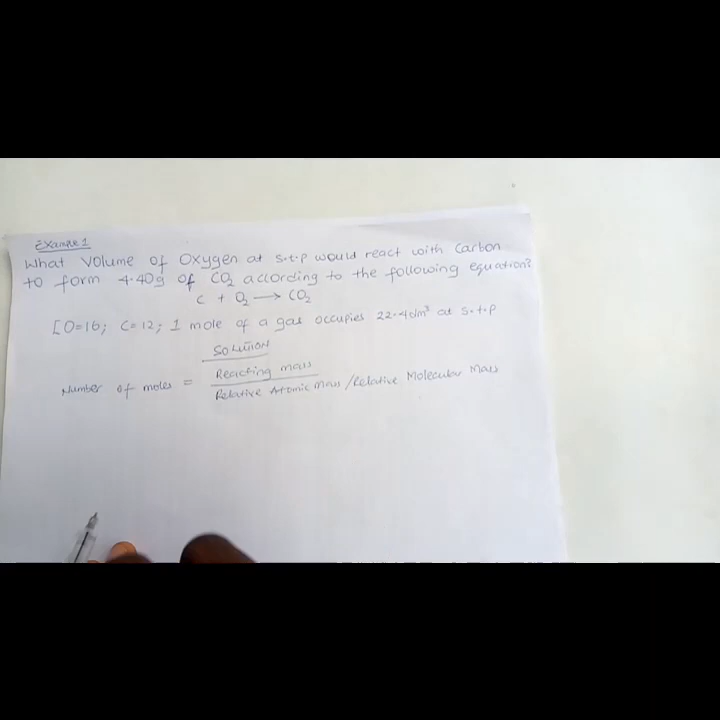 Example 1
What Volume of Oxygen at s.t.p would react with Carbon
to form 4.40g of CO₂ according to the following equation?
C + O₂ → CO₂
[O=16; C=12; 1 mole of a gas occupies 22.4dm³ at s.t.p
SOLUTION
Number of moles = Reacting mass
Relative Atomic Mass/Relative Molecular Mass